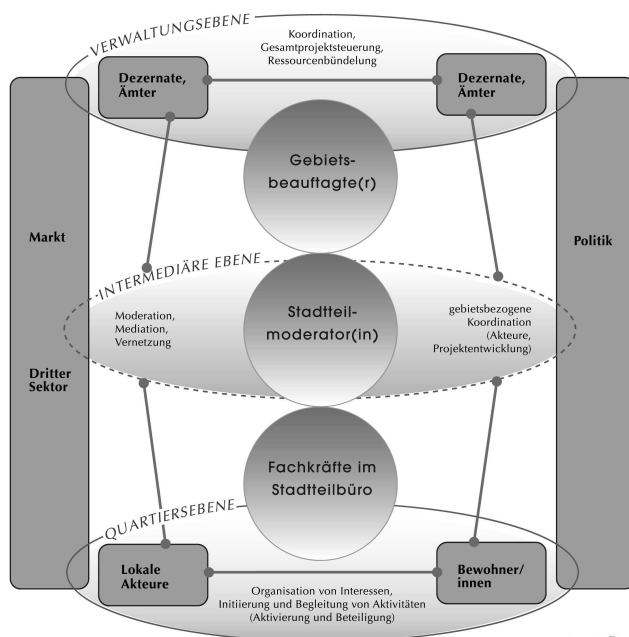 VERWALTUNGSEBENE
Koordination,
Gesamtprojektsteuerung,
Ressourcenbündelung
Dezernate,
Ämter
Dezernate,
Ämter
Gebiets-
beauftagte(r)
Markt
Politik
INTERMEDIÄRE EBENE
Moderation,
Mediation,
Vernetzung
Stadtteil-
moderator(in)
gebietsbezogene
Koordination
(Akteure,
Projektentwicklung)
Dritter
Sektor
Fachkräfte im
Stadtteilbüro
QUARTIERSEBENE
Lokale
Akteure
Bewohner/
innen
Organisation von Interessen,
Initiierung und Begleitung von Aktivitäten
(Aktivierung und Beteiligung)